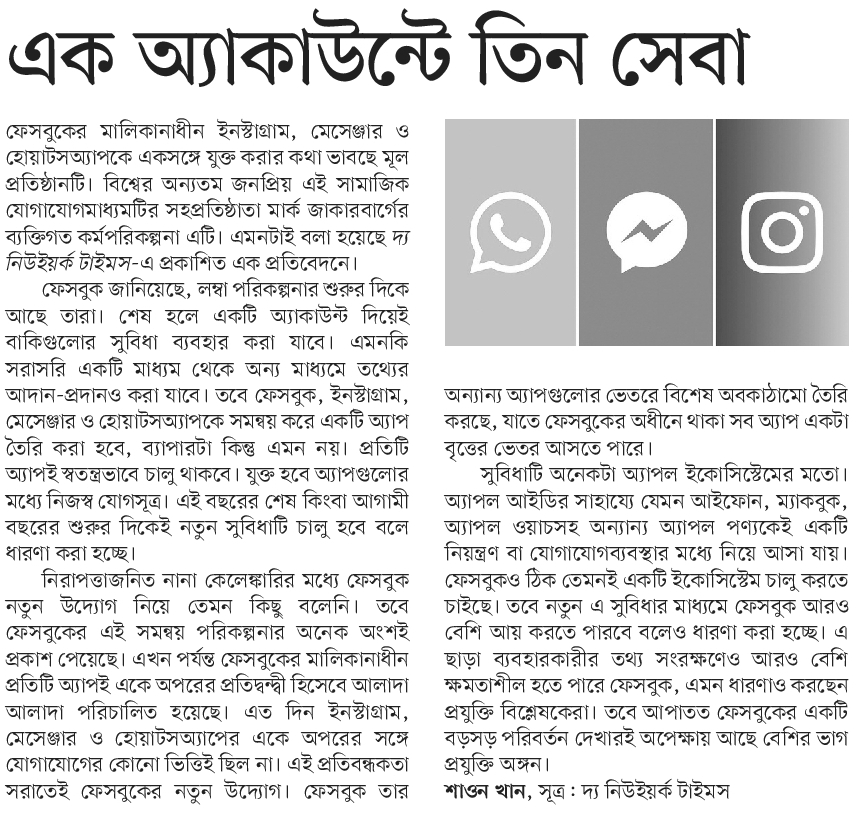 এক অ্যাকাউন্টে তিন সেবা
ফেসবুকের মালিকানাধীন ইনস্টাগ্রাম, মেসেঞ্জার ও
হোয়াটসঅ্যাপকে একসঙ্গে যুক্ত করার কথা ভাবছে মূল
প্রতিষ্ঠানটি। বিশ্বের অন্যতম জনপ্রিয় এই সামাজিক
যোগাযোগমাধ্যমটির সহপ্রতিষ্ঠাতা মার্ক জাকারবার্গের
ব্যক্তিগত কর্মপরিকল্পনা এটি। এমনটাই বলা হয়েছে দ্য
নিউইয়র্ক টাইমস-এ প্রকাশিত এক প্রতিবেদনে।
ফেসবুক জানিয়েছে, লম্বা পরিকল্পনার শুরুর দিকে
আছে তারা। শেষ হলে একটি অ্যাকাউন্ট দিয়েই
বাকিগুলোর সুবিধা ব্যবহার করা যাবে। এমনকি
সরাসরি একটি মাধ্যম থেকে অন্য মাধ্যমে তথ্যের
আদান-প্রদানও করা যাবে। তবে ফেসবুক, ইনস্টাগ্রাম,
মেসেঞ্জার ও হোয়াটসঅ্যাপকে সমন্বয় করে একটি অ্যাপ
তৈরি করা হবে, ব্যাপারটা কিন্তু এমন নয়। প্রতিটি
অ্যাপই স্বতন্ত্রভাবে চালু থাকবে। যুক্ত হবে অ্যাপগুলোর
মধ্যে নিজস্ব যোগসূত্র। এই বছরের শেষ কিংবা আগামী
বছরের শুরুর দিকেই নতুন সুবিধাটি চালু হবে বলে
ধারণা করা হচ্ছে।
নিরাপত্তাজনিত নানা কেলেঙ্কারির মধ্যে ফেসবুক
নতুন উদ্যোগ নিয়ে তেমন কিছু বলেনি। তবে
ফেসবুকের এই সমন্বয় পরিকল্পনার অনেক অংশই
প্রকাশ পেয়েছে। এখন পর্যন্ত ফেসবুকের মালিকানাধীন
প্রতিটি অ্যাপই একে অপরের প্রতিদ্বন্দ্বী হিসেবে আলাদা
আলাদা পরিচালিত হয়েছে। এত দিন ইনস্টাগ্রাম,
মেসেঞ্জার ও হোয়াটসঅ্যাপের একে অপরের সঙ্গে
যোগাযোগের কোনো ভিত্তিই ছিল না। এই প্রতিবন্ধকতা
সরাতেই ফেসবুকের নতুন উদ্যোগ। ফেসবুক তার
অন্যান্য অ্যাপগুলোর ভেতরে বিশেষ অবকাঠামো তৈরি
করছে, যাতে ফেসবুকের অধীনে থাকা সব অ্যাপ একটা
বৃত্তের ভেতর আসতে পারে।
সুবিধাটি অনেকটা অ্যাপল ইকোসিস্টেমের মতো।
অ্যাপল আইডির সাহায্যে যেমন আইফোন, ম্যাকবুক,
অ্যাপল ওয়াচসহ অন্যান্য অ্যাপল পণ্যকেই একটি
নিয়ন্ত্রণ বা যোগাযোগব্যবস্থার মধ্যে নিয়ে আসা যায়।
ফেসবুকও ঠিক তেমনই একটি ইকোসিস্টেম চালু করতে
চাইছে। তবে নতুন এ সুবিধার মাধ্যমে ফেসবুক আরও
বেশি আয় করতে পারবে বলেও ধারণা করা হচ্ছে। এ
ছাড়া ব্যবহারকারীর তথ্য সংরক্ষণেও আরও বেশি
ক্ষমতাশীল হতে পারে ফেসবুক, এমন ধারণাও করছেন
প্রযুক্তি বিশ্লেষকেরা। তবে আপাতত ফেসবুকের একটি
বড়সড় পরিবর্তন দেখারই অপেক্ষায় আছে বেশির ভাগ
প্রযুক্তি অঙ্গন।
শাওন খান, সূত্র : দ্য নিউইয়র্ক টাইমস